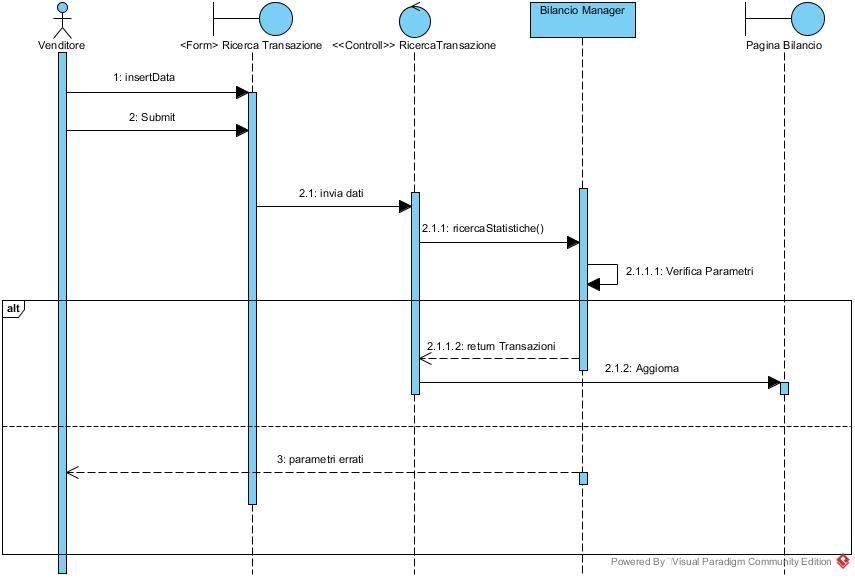 Bilancio Manager
Venditore
<Form> Ricerca Transazione
<<Controll>> RicercaTransazione
Pagina Bilancio
1: insertData
2: Submit
2.1: invia dati
2.1.1: ricercaStatistiche()
2.1.1.1: Verifica Parametri
alt
2.1.1.2: return Transazioni
2.1.2: Aggiorna
3: parametri errati
Powered By Visual Paradigm Community Edition